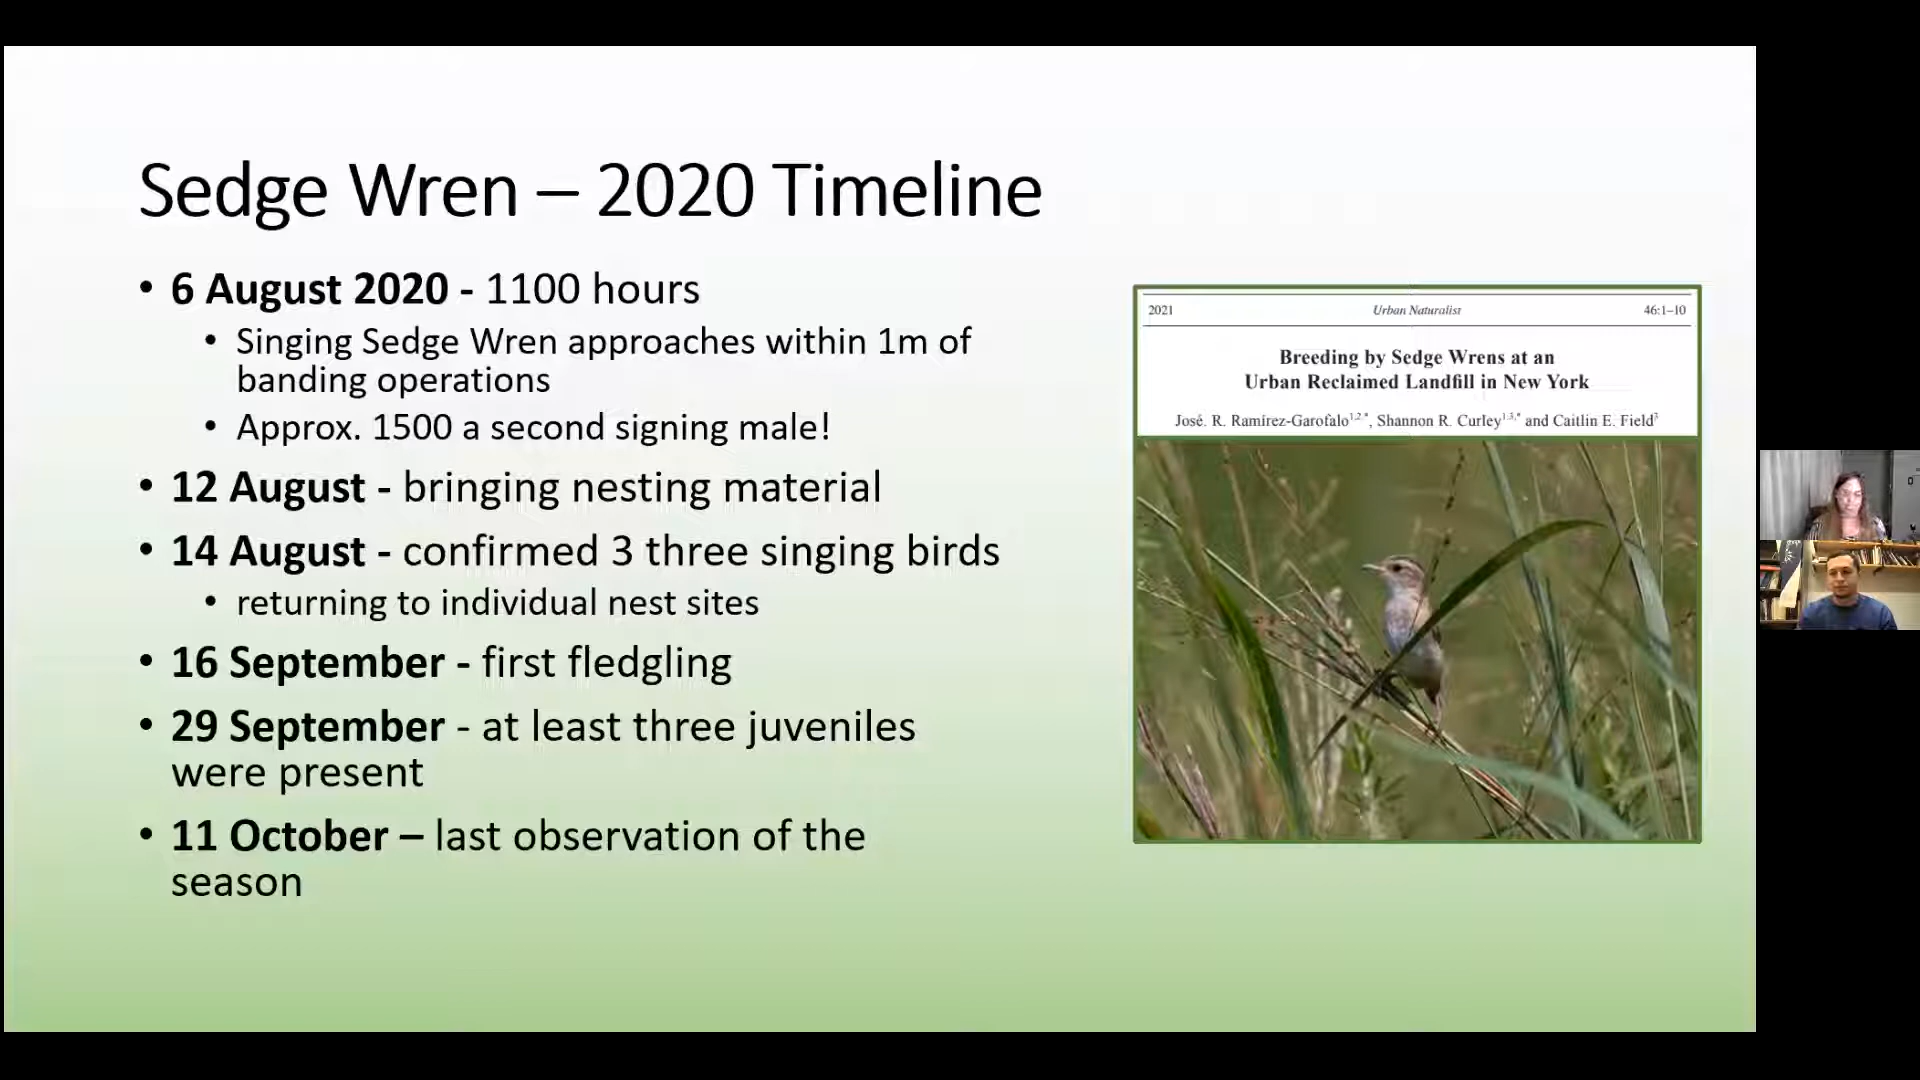 Sedge Wren – 2020 Timeline
• 6 August 2020 - 1100 hours
• Singing Sedge Wren approaches within 1m of
banding operations
• Approx. 1500 a second signing male!
• 12 August - bringing nesting material
• 14 August - confirmed 3 three singing birds
• returning to individual nest sites
• 16 September - first fledgling
• 29 September - at least three juveniles
were present
• 11 October – last observation of the
season
2021 Urban Naturalist 46:1–10
Breeding by Sedge Wrens at an
Urban Reclaimed Landfill in New York
José. R. Ramírez-Garofalo1,2,*, Shannon R. Curley1,3,* and Caitlin E. Field3